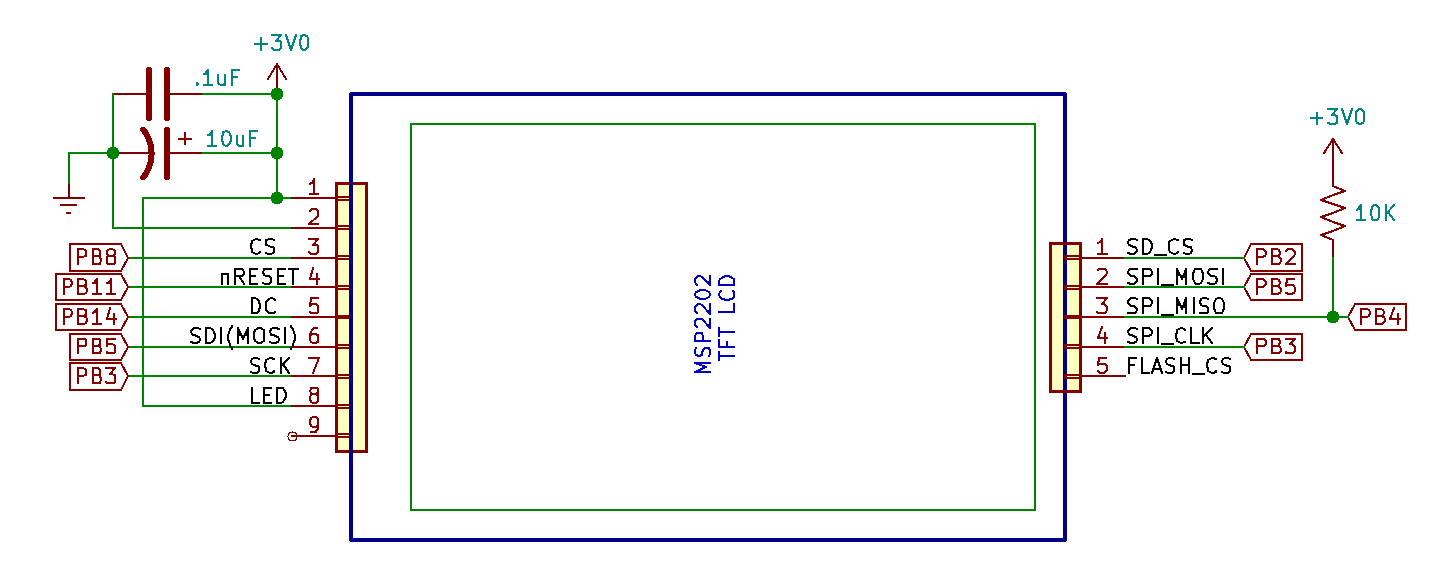 +3V0
.1uF
+ 10uF
+3V0
10K
1
2
CS 3
PB8
nRESET 4
PB11
DC 5
PB14
SDI(MOSI) 6
PB5
SCK 7
PB3
LED 8
9
MSP2202
TFT LCD
1 SD_CS
PB2
2 SPI_MOSI
PB5
3 SPI_MISO
PB4
4 SPI_CLK
PB3
5 FLASH_CS